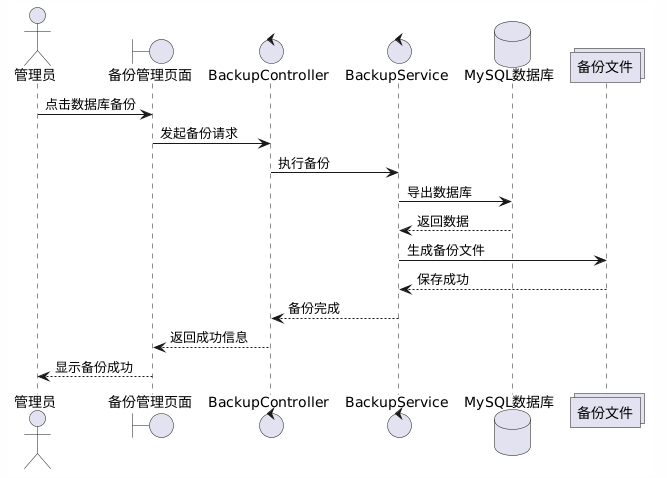 管理员
备份管理页面
BackupController
BackupService
MySQL数据库
备份文件
点击数据库备份
发起备份请求
执行备份
导出数据库
返回数据
生成备份文件
保存成功
备份完成
返回成功信息
显示备份成功
管理员
备份管理页面
BackupController
BackupService
MySQL数据库
备份文件